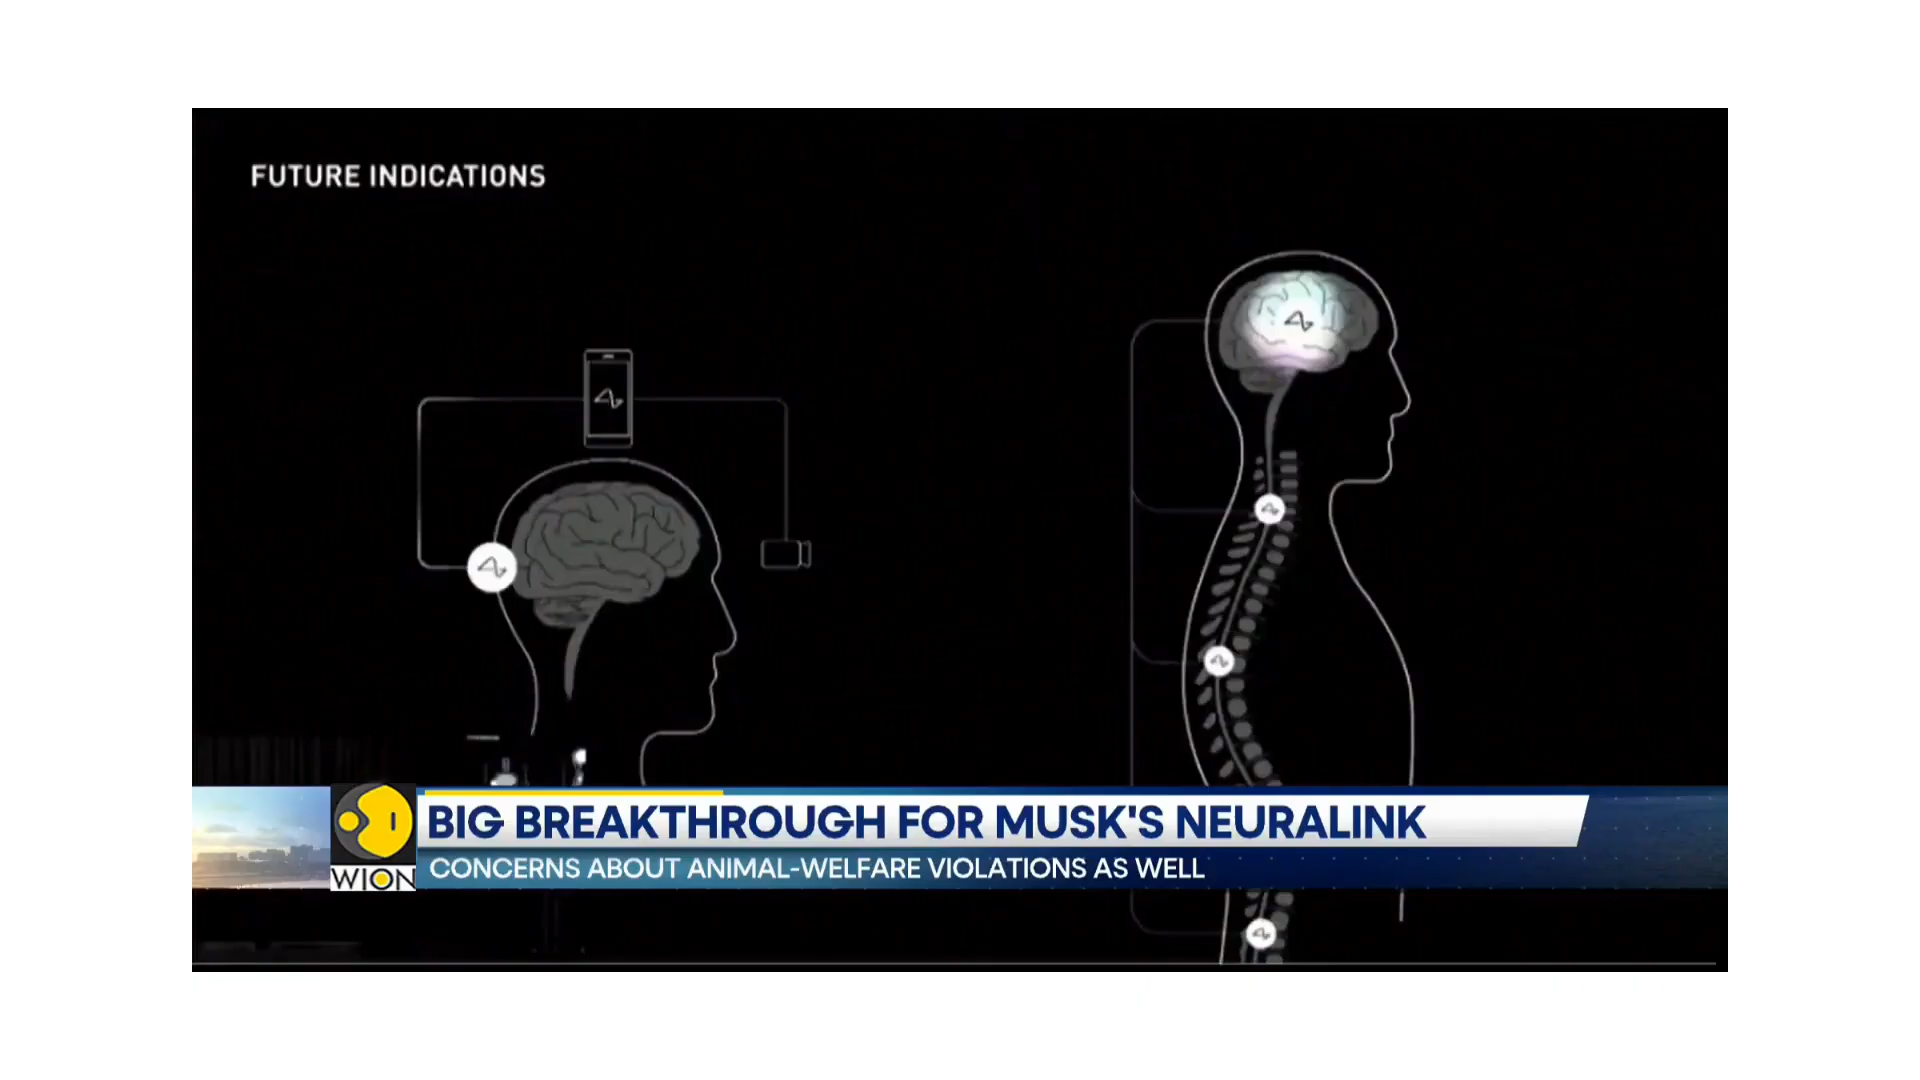 FUTURE INDICATIONS
BIG BREAKTHROUGH FOR MUSK'S NEURALINK
CONCERNS ABOUT ANIMAL-WELFARE VIOLATIONS AS WELL
WION